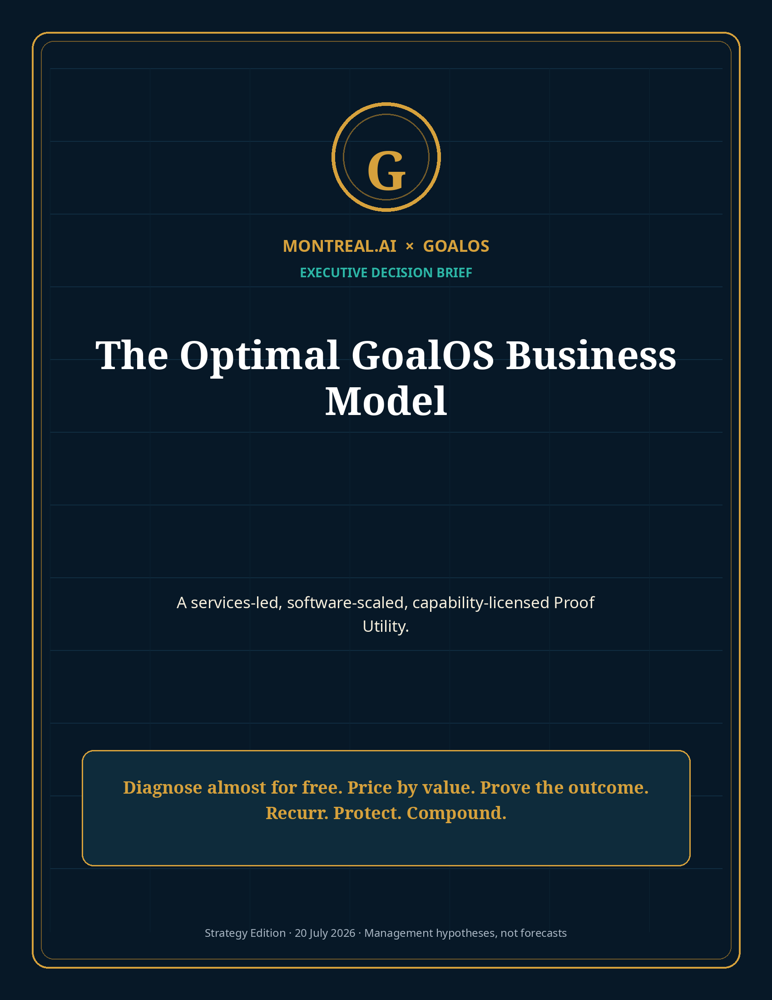 G
MONTREAL.AI × GOALOS
EXECUTIVE DECISION BRIEF
The Optimal GoalOS Business
Model
A services-led, software-scaled, capability-licensed Proof
Utility.
Diagnose almost for free. Price by value. Prove the outcome.
Recurr. Protect. Compound.
Strategy Edition · 20 July 2026 · Management hypotheses, not forecasts